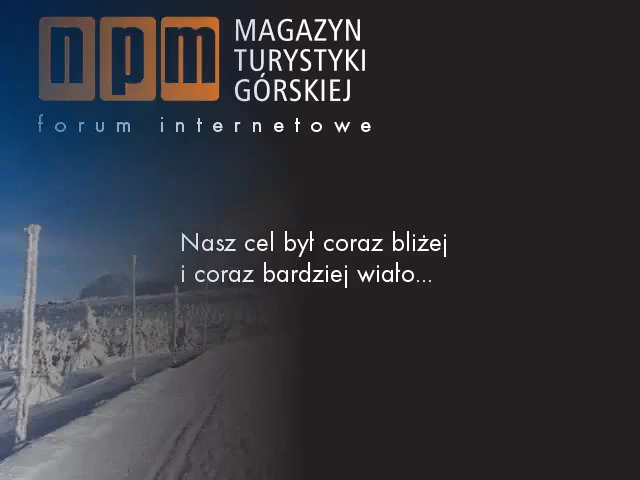 npm
MAGAZYN
TURYSTYKI
GÓRSKIEJ
forum internetowe
Nasz cel był coraz bliżej
i coraz bardziej wiało...